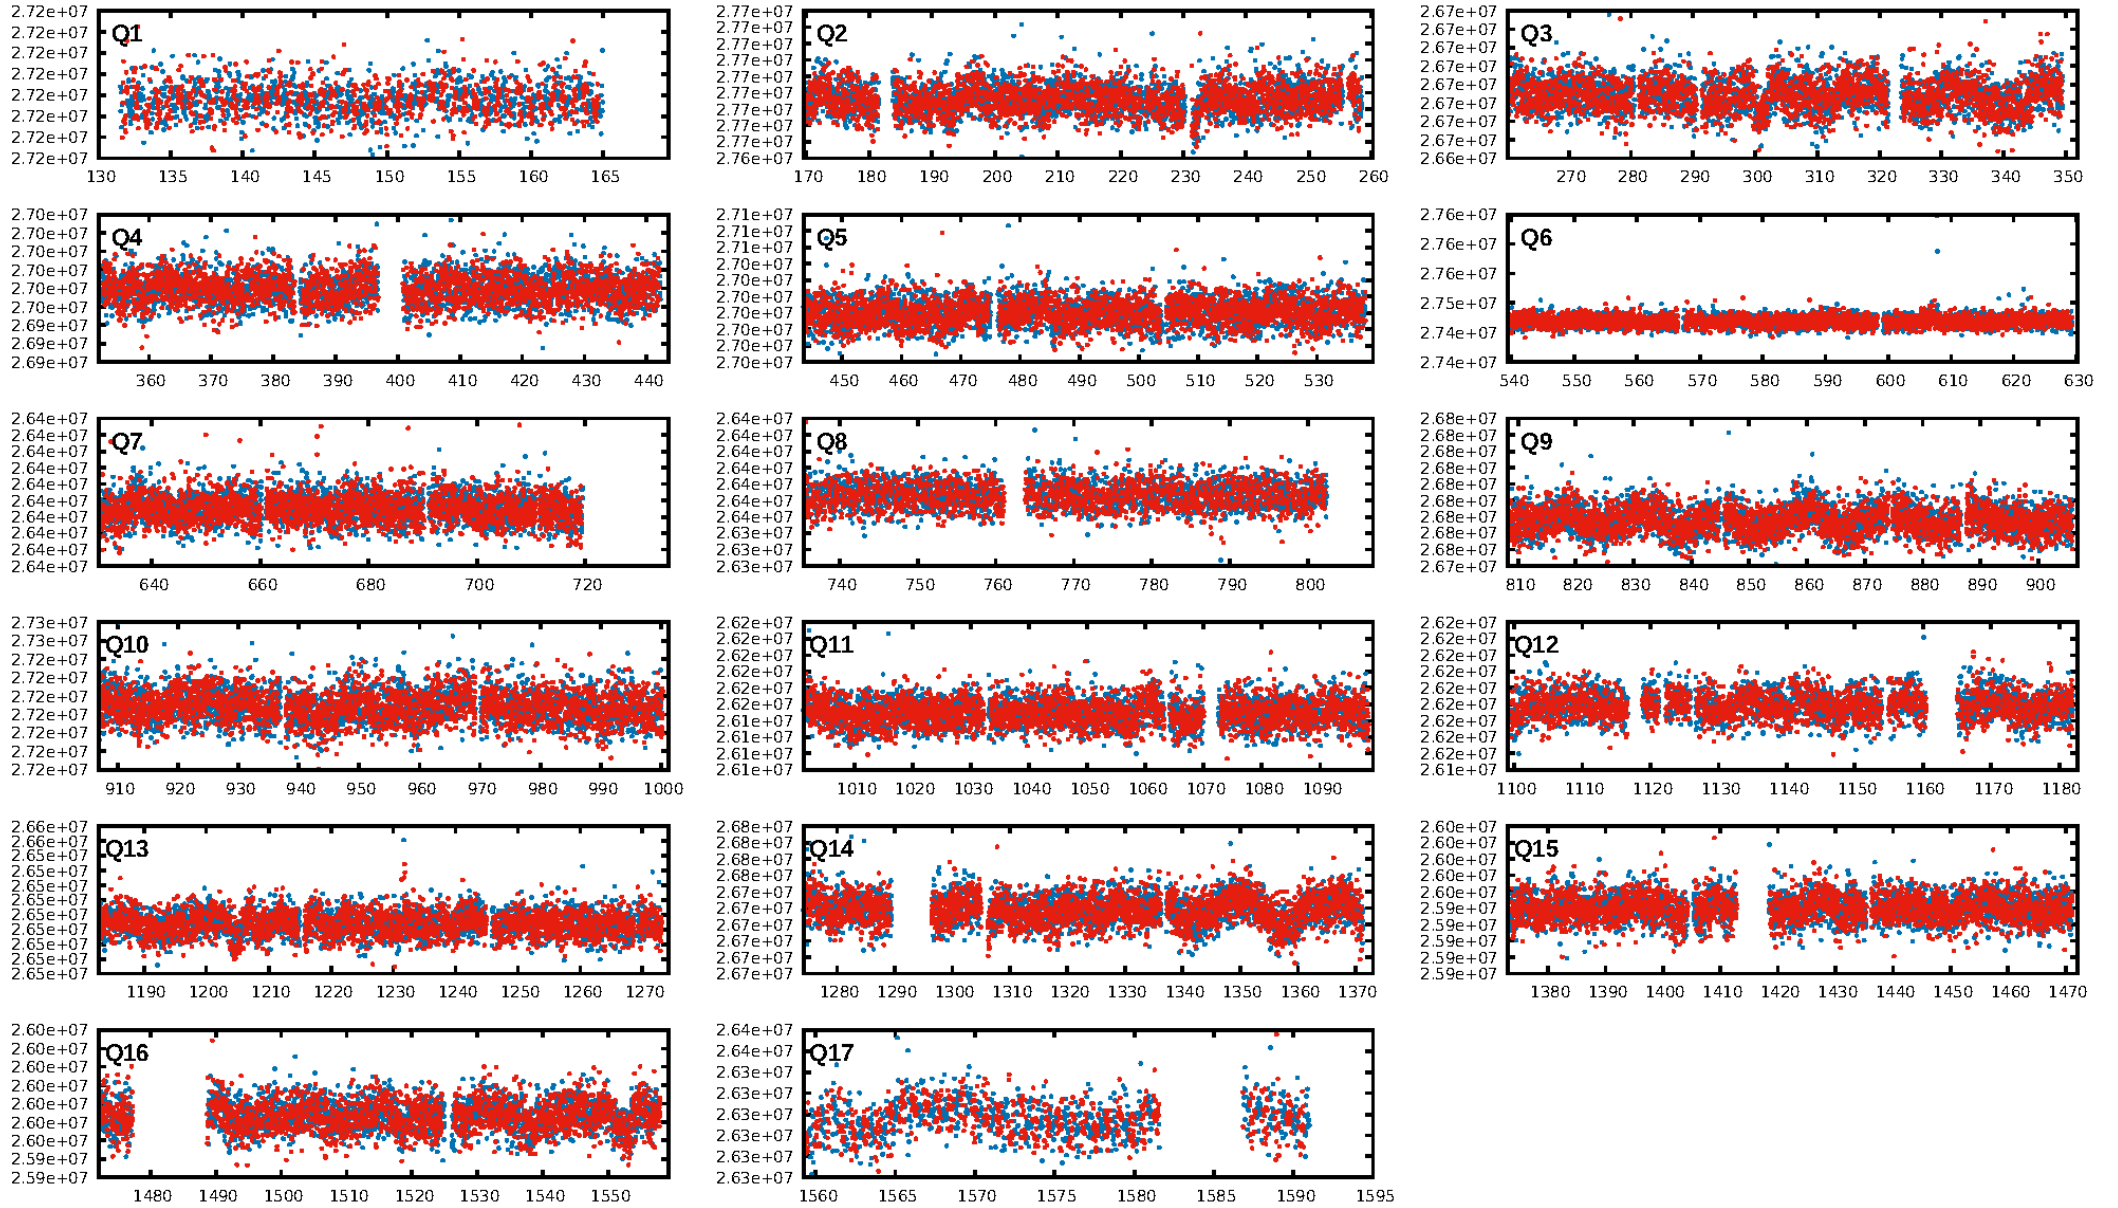 2.72e+07
2.72e+07
2.72e+07
2.72e+07
2.72e+07
2.72e+07
2.72e+07
2.72e+07
Q1
130 135 140 145 150 155 160 165
2.77e+07
2.77e+07
2.77e+07
2.77e+07
2.77e+07
2.77e+07
2.77e+07
2.77e+07
2.77e+07
2.76e+07
Q2
170 180 190 200 210 220 230 240 250 260
2.67e+07
2.67e+07
2.67e+07
2.67e+07
2.67e+07
2.67e+07
2.67e+07
2.67e+07
2.66e+07
Q3
270 280 290 300 310 320 330 340 350
2.70e+07
2.70e+07
2.70e+07
2.70e+07
2.70e+07
2.70e+07
2.69e+07
2.69e+07
2.69e+07
Q4
360 370 380 390 400 410 420 430 440
2.71e+07
2.71e+07
2.71e+07
2.70e+07
2.70e+07
2.70e+07
2.70e+07
2.70e+07
2.70e+07
2.70e+07
Q5
450 460 470 480 490 500 510 520 530
2.76e+07
2.76e+07
2.76e+07
2.75e+07
2.74e+07
2.74e+07
Q6
540 550 560 570 580 590 600 610 620 630
2.64e+07
2.64e+07
2.64e+07
2.64e+07
2.64e+07
2.64e+07
2.64e+07
2.64e+07
2.64e+07
2.64e+07
Q7
640 660 680 700 720
2.64e+07
2.64e+07
2.64e+07
2.64e+07
2.64e+07
2.64e+07
2.64e+07
2.63e+07
2.63e+07
2.63e+07
Q8
740 750 760 770 780 790 800
2.68e+07
2.68e+07
2.68e+07
2.68e+07
2.68e+07
2.68e+07
2.68e+07
2.68e+07
2.68e+07
2.67e+07
Q9
810 820 830 840 850 860 870 880 890 900
2.73e+07
2.73e+07
2.72e+07
2.72e+07
2.72e+07
2.72e+07
2.72e+07
2.72e+07
2.72e+07
Q10
910 920 930 940 950 960 970 980 990 1000
2.62e+07
2.62e+07
2.62e+07
2.62e+07
2.62e+07
2.62e+07
2.61e+07
2.61e+07
2.61e+07
2.61e+07
Q11
1010 1020 1030 1040 1050 1060 1070 1080 1090
2.62e+07
2.62e+07
2.62e+07
2.62e+07
2.62e+07
2.62e+07
2.62e+07
2.62e+07
2.61e+07
Q12
1100 1110 1120 1130 1140 1150 1160 1170 1180
2.66e+07
2.66e+07
2.65e+07
2.65e+07
2.65e+07
2.65e+07
2.65e+07
2.65e+07
2.65e+07
2.65e+07
2.65e+07
Q13
1190 1200 1210 1220 1230 1240 1250 1260 1270
2.68e+07
2.68e+07
2.68e+07
2.68e+07
2.67e+07
2.67e+07
2.67e+07
2.67e+07
2.67e+07
2.67e+07
Q14
1280 1290 1300 1310 1320 1330 1340 1350 1360 1370
2.60e+07
2.60e+07
2.60e+07
2.60e+07
2.60e+07
2.59e+07
2.59e+07
2.59e+07
2.59e+07
2.59e+07
Q15
1380 1390 1400 1410 1420 1430 1440 1450 1460 1470
2.60e+07
2.60e+07
2.60e+07
2.60e+07
2.60e+07
2.60e+07
2.60e+07
2.59e+07
2.59e+07
Q16
1480 1490 1500 1510 1520 1530 1540 1550
2.64e+07
2.64e+07
2.63e+07
2.63e+07
2.63e+07
2.63e+07
2.63e+07
2.63e+07
Q17
1560 1565 1570 1575 1580 1585 1590 1595